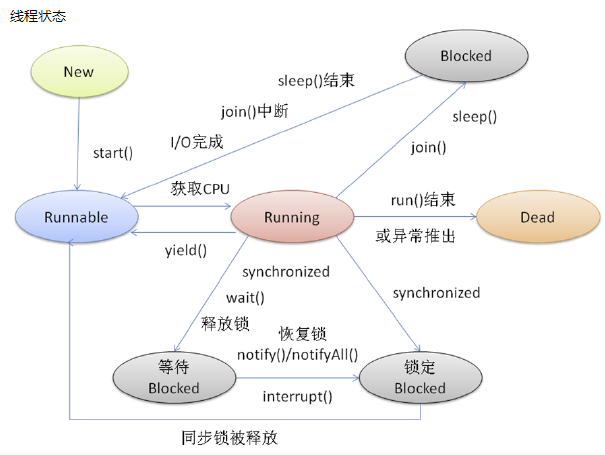 线程状态
New
Blocked
sleep()结束
join()中断
I/O完成
sleep()
join()
start()
获取CPU
Runnable
Running
run()结束
Dead
或异常推出
yield()
synchronized
wait()
释放锁
synchronized
恢复锁
notify()/notifyAll()
等待
Blocked
锁定
Blocked
interrupt()
同步锁被释放